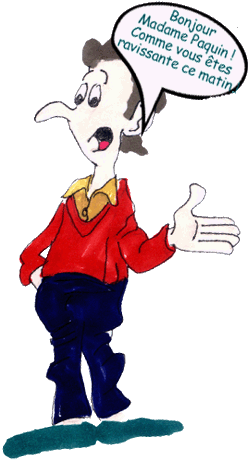 Bonjour
Madame Paquin !
Comme vous êtes
ravissante ce matin